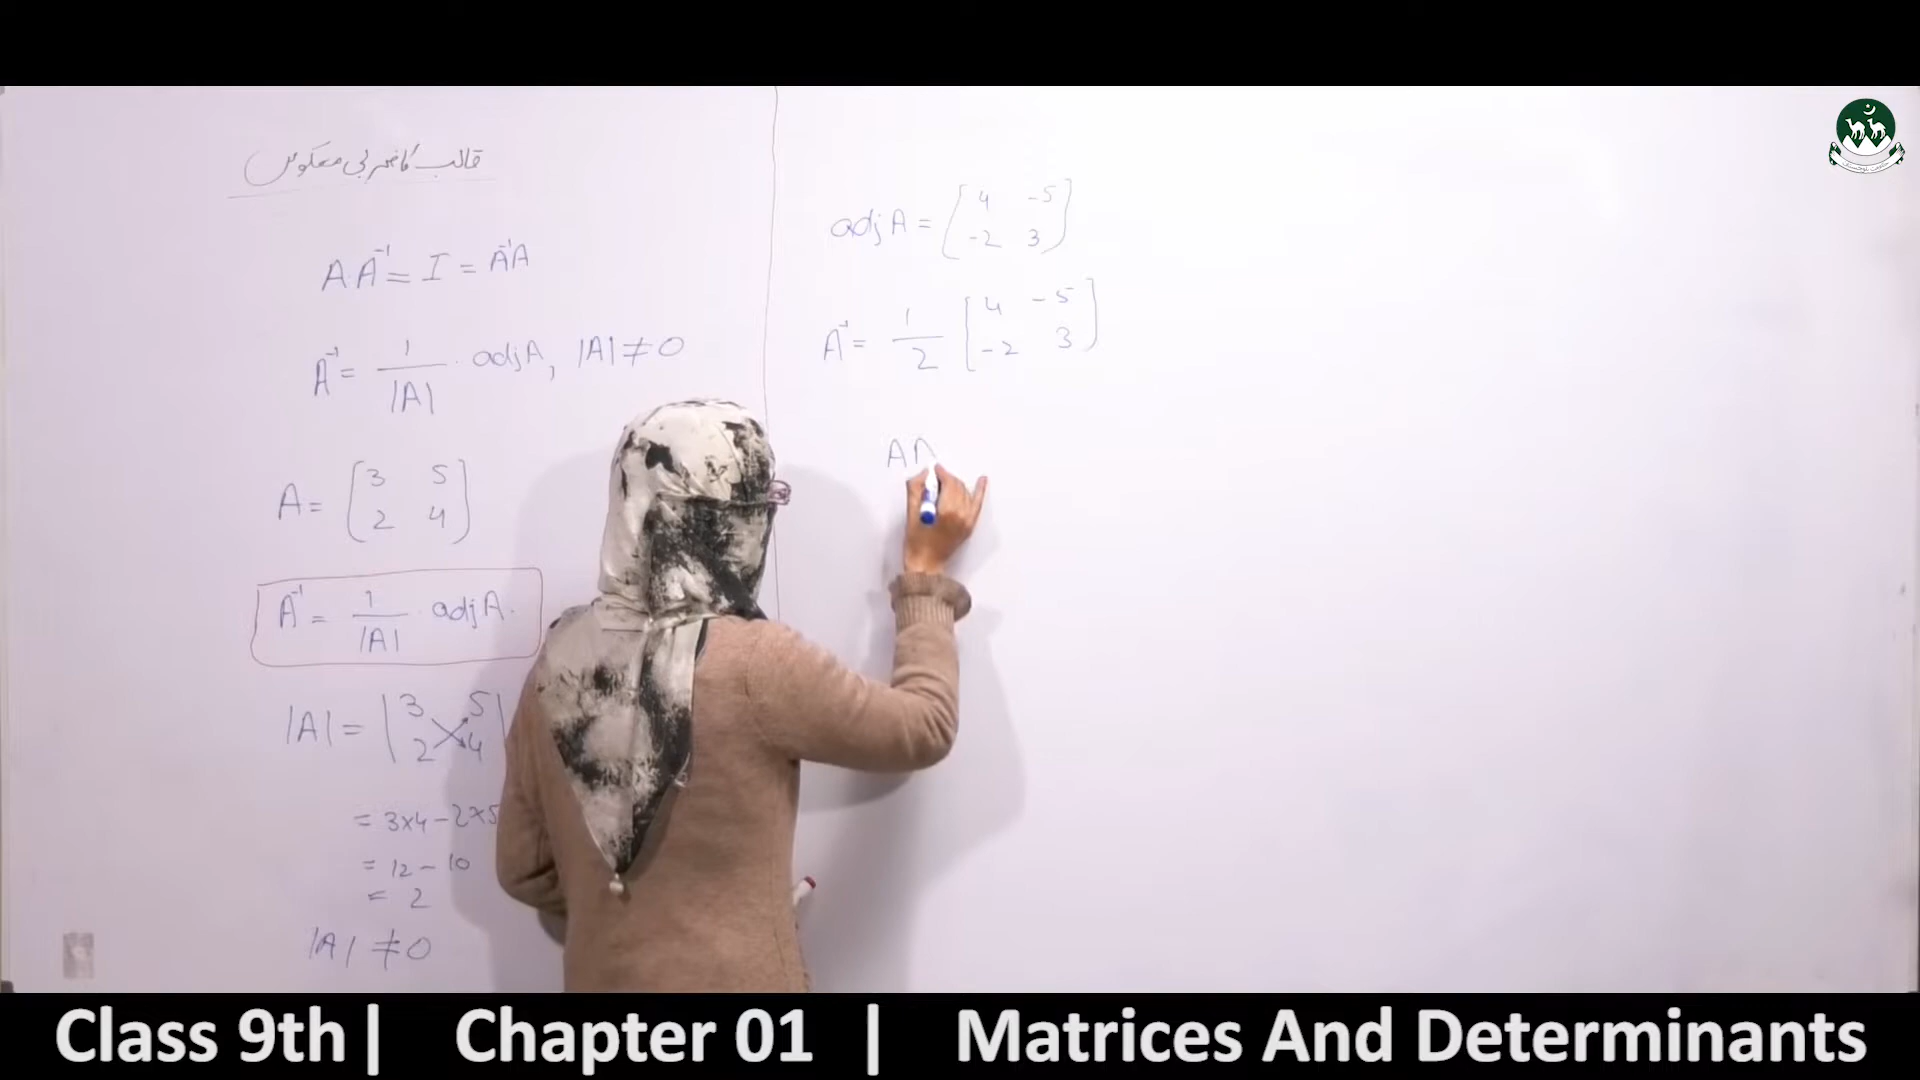 قالب کا ضربی معکوس
A·A⁻¹ = I = A⁻¹A
A⁻¹ = 1/|A| · adjA, |A| ≠ 0
A = [3 5
2 4]
A⁻¹ = 1/|A| · adjA.
|A| = |3 5
2 4|
= 3×4 - 2×5
= 12 - 10
= 2
|A| ≠ 0
adjA = [4 -5
-2 3]
A⁻¹ = 1/2 [4 -5
-2 3]
AA
Class 9th | Chapter 01 | Matrices And Determinants